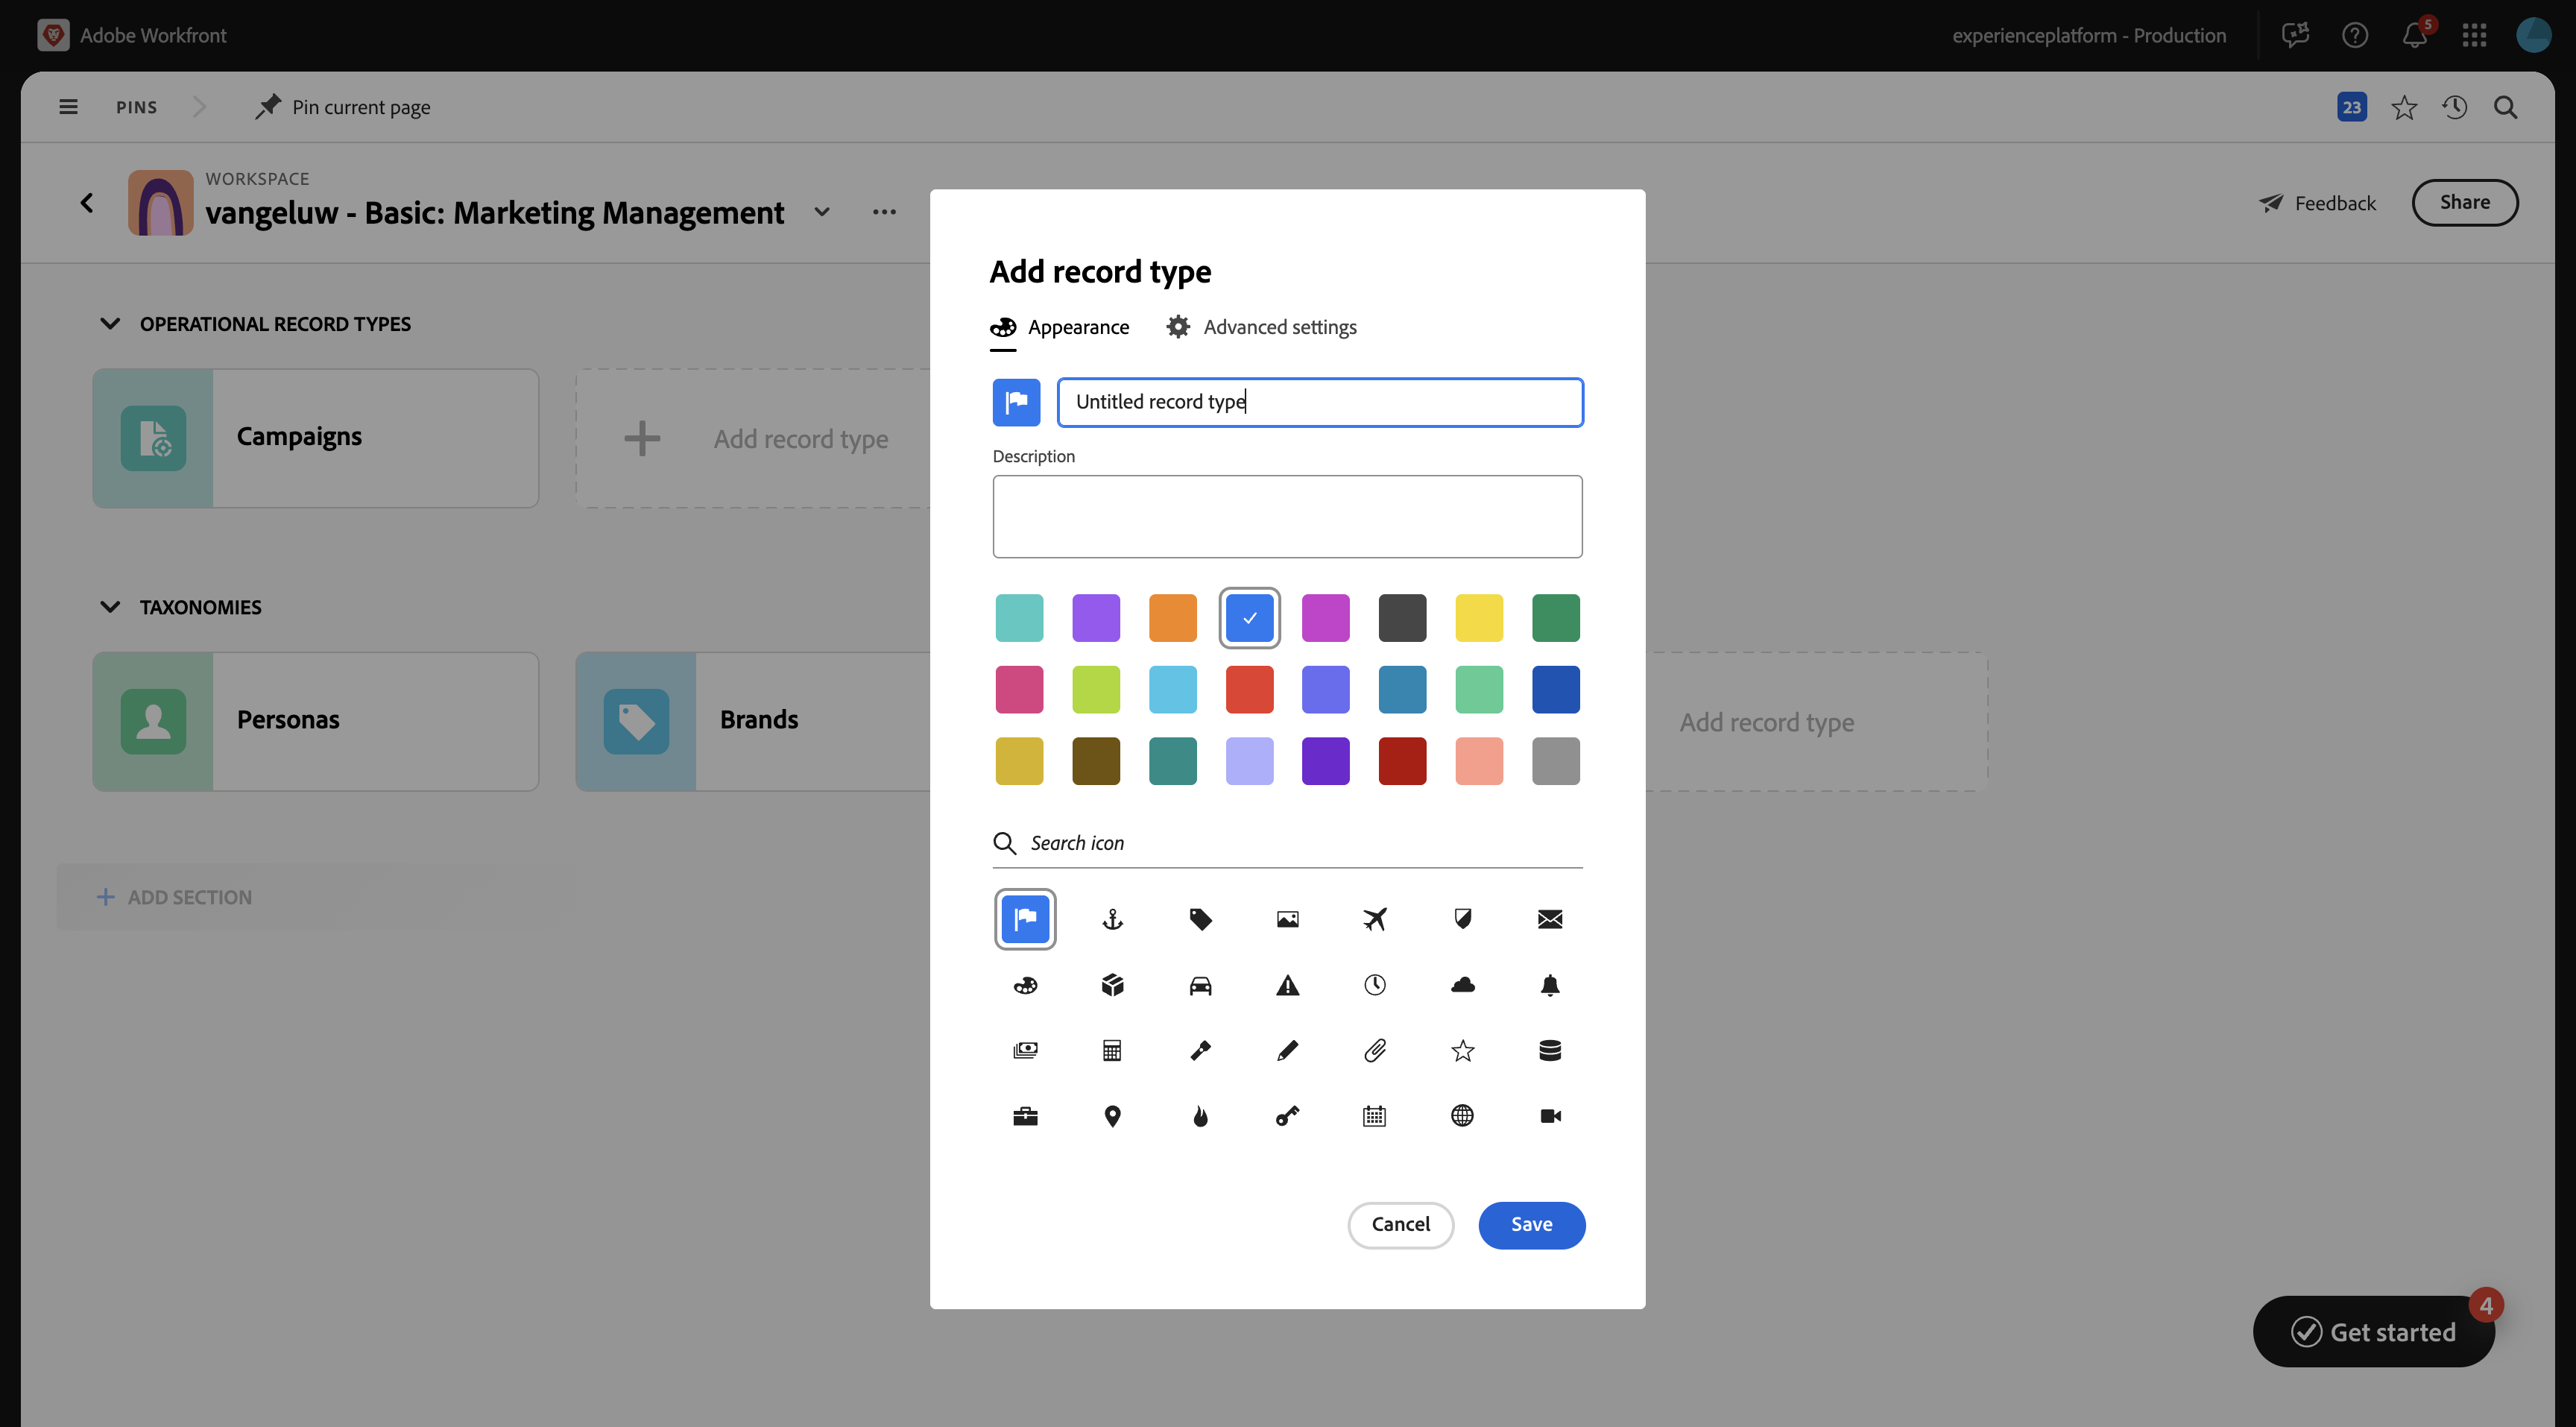 Adobe Workfront
experienceplatform - Production
5
PINS
Pin current page
23
WORKSPACE
vangeluw - Basic: Marketing Management
Feedback
Share
OPERATIONAL RECORD TYPES
Campaigns
Add record type
TAXONOMIES
Personas
Brands
Add record type
ADD SECTION
Add record type
Appearance
Advanced settings
Untitled record type
Description
Search icon
Cancel
Save
Get started
4